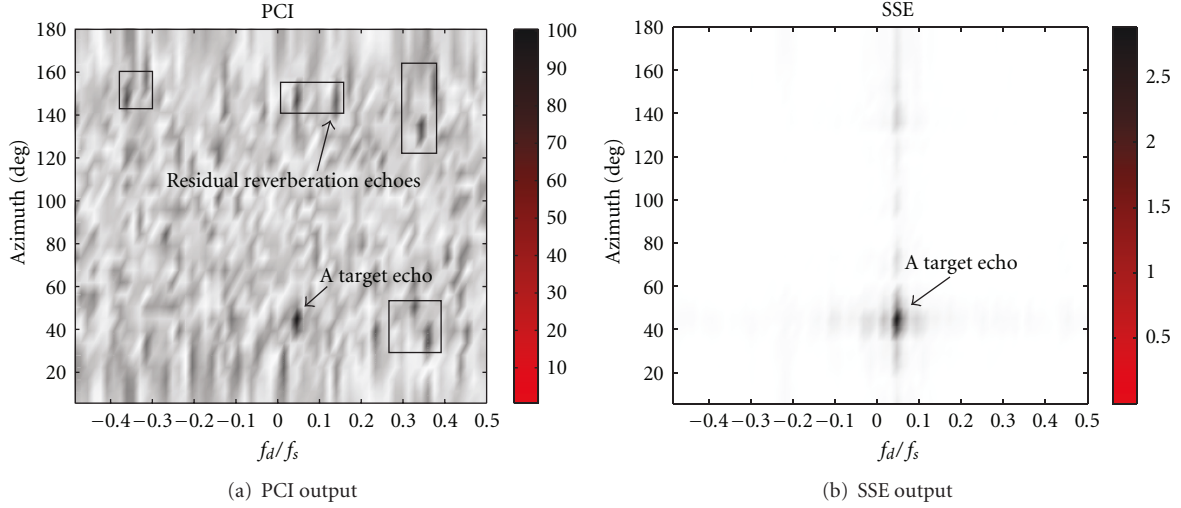 PCI
180
160
140
120
100
80
60
40
20
Azimuth (deg)
Residual reverberation echoes
A target echo
−0.4 −0.3 −0.2 −0.1 0 0.1 0.2 0.3 0.4 0.5
f_d/f_s
100
90
80
70
60
50
40
30
20
10
(a) PCI output
SSE
180
160
140
120
100
80
60
40
20
Azimuth (deg)
A target echo
−0.4 −0.3 −0.2 −0.1 0 0.1 0.2 0.3 0.4 0.5
f_d/f_s
2.5
2
1.5
1
0.5
(b) SSE output